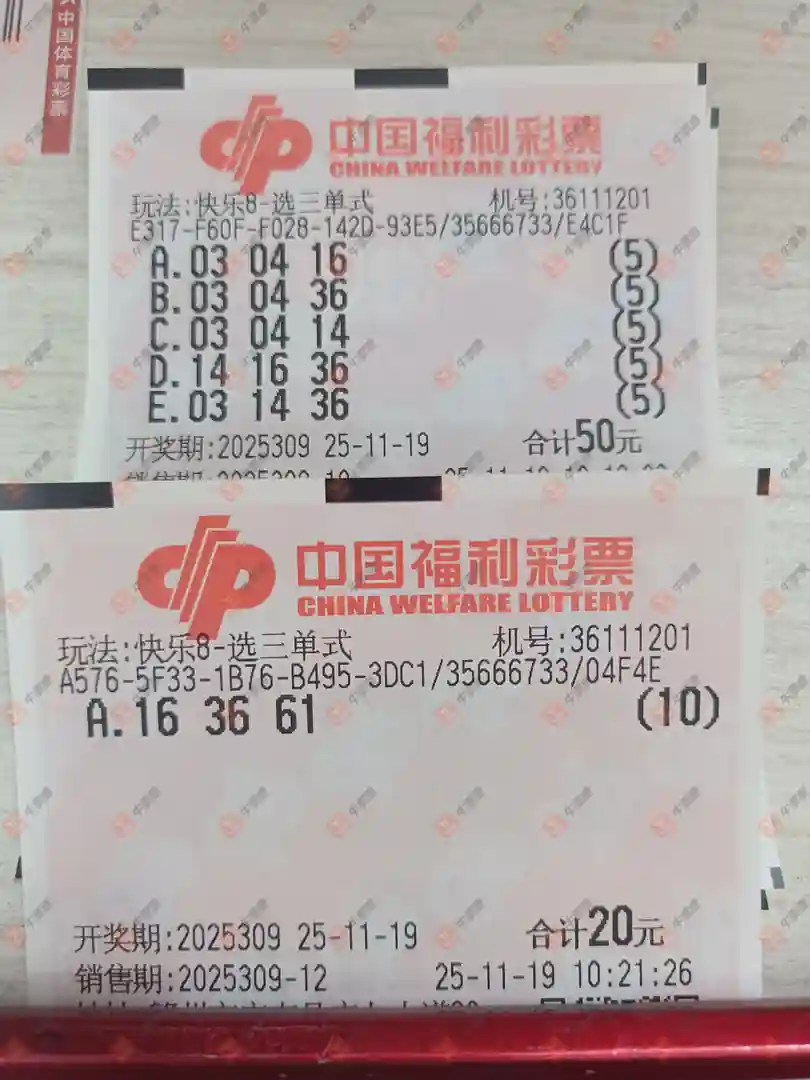 中国体育彩票
中国福利彩票
CHINA WELFARE LOTTERY
玩法:快乐8-选三单式 机号:36111201
E317-F60F-F028-142D-93E5/35666733/E4C1F
A.03 04 16 (5)
B.03 04 36 (5)
C.03 04 14 (5)
D.14 16 36 (5)
E.03 14 36 (5)
开奖期:2025309 25-11-19 合计50元
中国福利彩票
CHINA WELFARE LOTTERY
玩法:快乐8-选三单式 机号:36111201
A576-5F33-1B76-B495-3DC1/35666733/04F4E
A.16 36 61 (10)
开奖期:2025309 25-11-19 合计20元
销售期:2025309-12 25-11-19 10:21:26